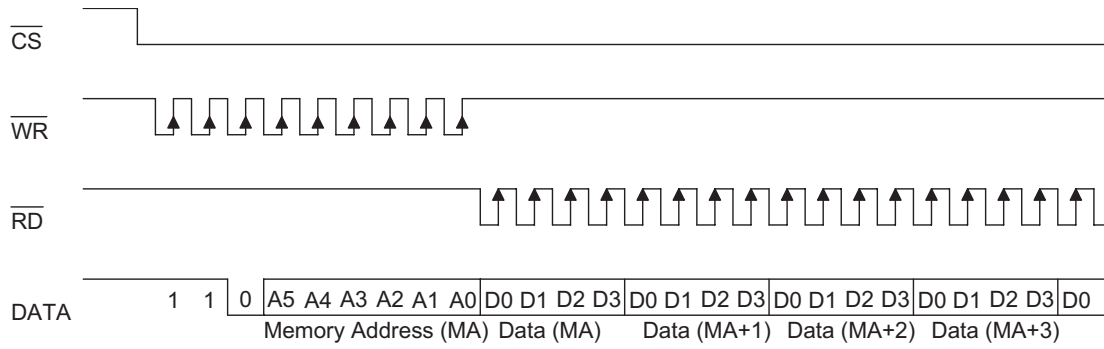 CS
WR
RD
DATA 1 1 0 A5 A4 A3 A2 A1 A0 D0 D1 D2 D3 D0 D1 D2 D3 D0 D1 D2 D3 D0 D1 D2 D3 D0
Memory Address (MA) Data (MA) Data (MA+1) Data (MA+2) Data (MA+3)